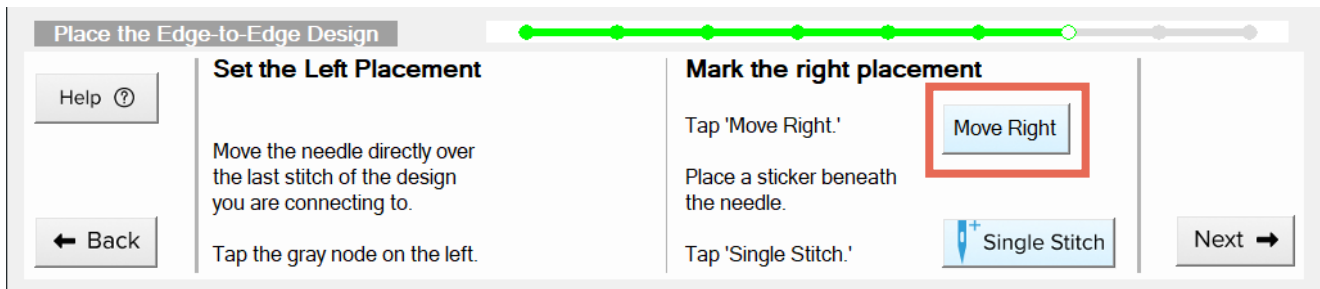 Place the Edge-to-Edge Design
Help ?
← Back
Set the Left Placement
Move the needle directly over
the last stitch of the design
you are connecting to.
Tap the gray node on the left.
Mark the right placement
Tap 'Move Right.'
Move Right
Place a sticker beneath
the needle.
Tap 'Single Stitch.'
Single Stitch
Next →